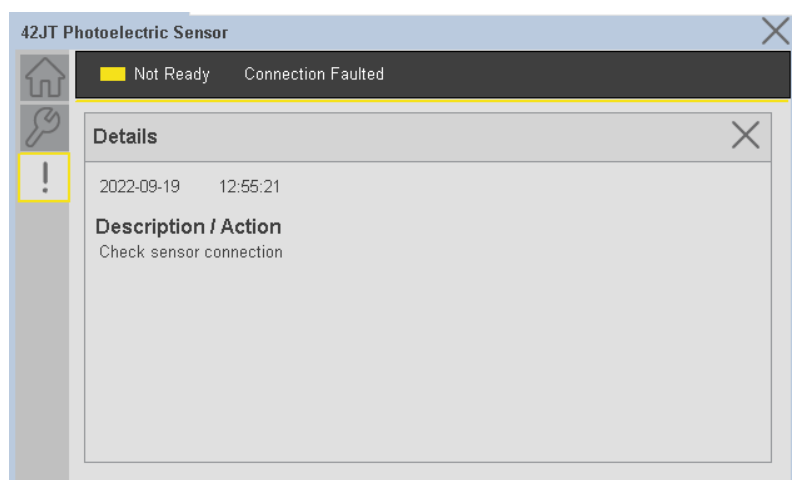 42JT Photoelectric Sensor
Not Ready Connection Faulted
Details
!
2022-09-19 12:55:21
Description / Action
Check sensor connection